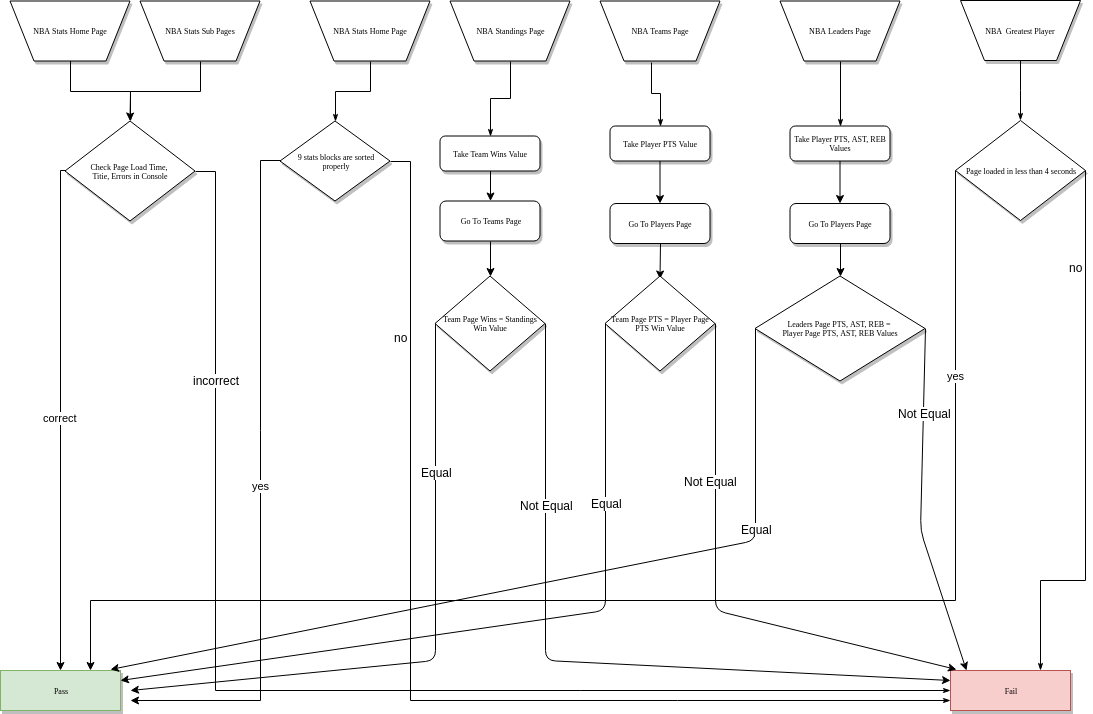 NBA Stats Home Page
NBA Stats Sub Pages
NBA Stats Home Page
NBA Standings Page
NBA Teams Page
NBA Leaders Page
NBA  Greatest Player
Check Page Load Time,
Titie, Errors in Console
9 stats blocks are sorted
properly
Take Team Wins Value
Take Player PTS Value
Take Player PTS, AST, REB
Values
Page loaded in less than 4 seconds
Go To Teams Page
Go To Players Page
Go To Players Page
Team Page Wins = Standings
Win Value
Team Page PTS = Player Page
PTS Win Value
Leaders Page PTS, AST, REB =
Player Page PTS, AST, REB Values
no
no
incorrect
yes
correct
Not Equal
Equal
Not Equal
yes
Not Equal
Equal
Equal
Pass
Fail